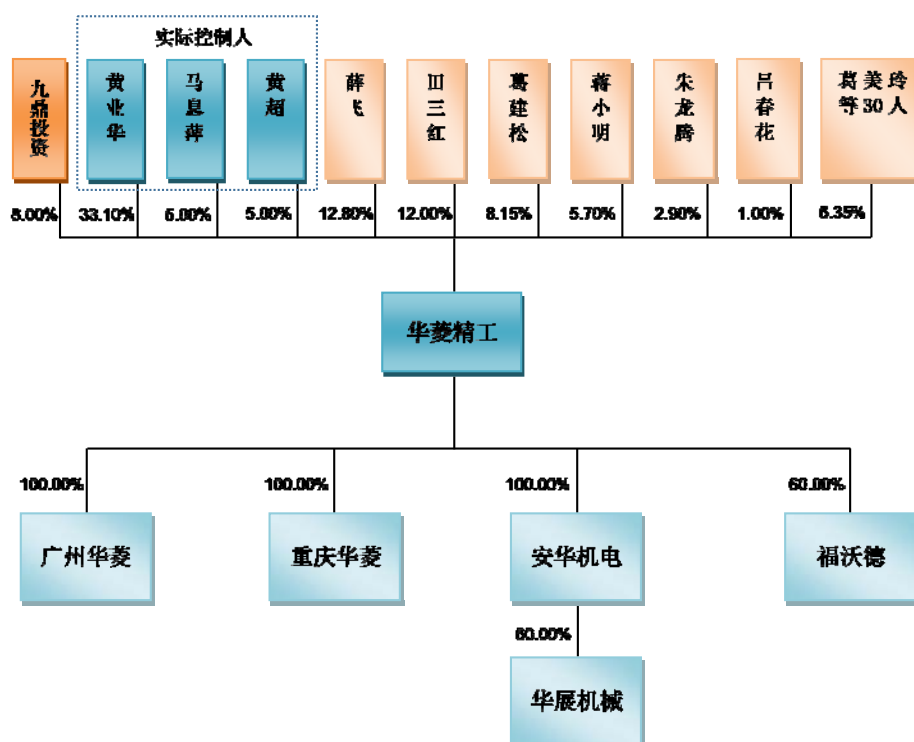 实际控制人
九鼎投资
黄业华
马息萍
黄超
薛飞
田三红
葛建松
蒋小明
朱龙腾
吕春花
葛美玲
等30人
8.00%
33.10%
5.00%
12.80%
12.00%
8.15%
5.70%
2.90%
1.00%
华菱精工
100.00%
100.00%
100.00%
60.00%
广州华菱
重庆华菱
安华机电
福沃德
60.00%
华展机械